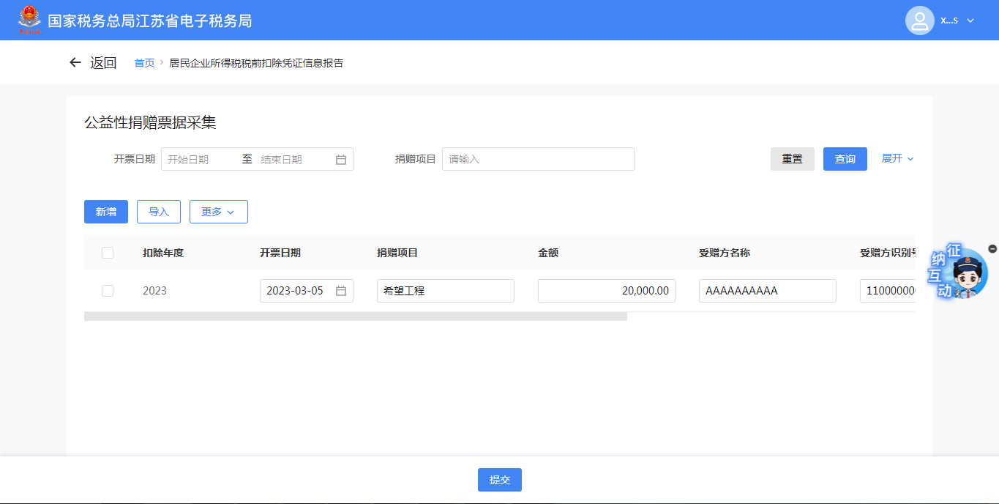 国家税务总局江苏省电子税务局
x...s
返回 首页 > 居民企业所得税税前扣除凭证信息报告
公益性捐赠票据采集
开票日期 开始日期 至 结束日期 捐赠项目 请输入 重置 查询 展开
新增 导入 更多
扣除年度 开票日期 捐赠项目 金额 受赠方名称 受赠方识别号
2023 2023-03-05 希望工程 20,000.00 AAAAAAAAAA 11000000
征纳互动
提交